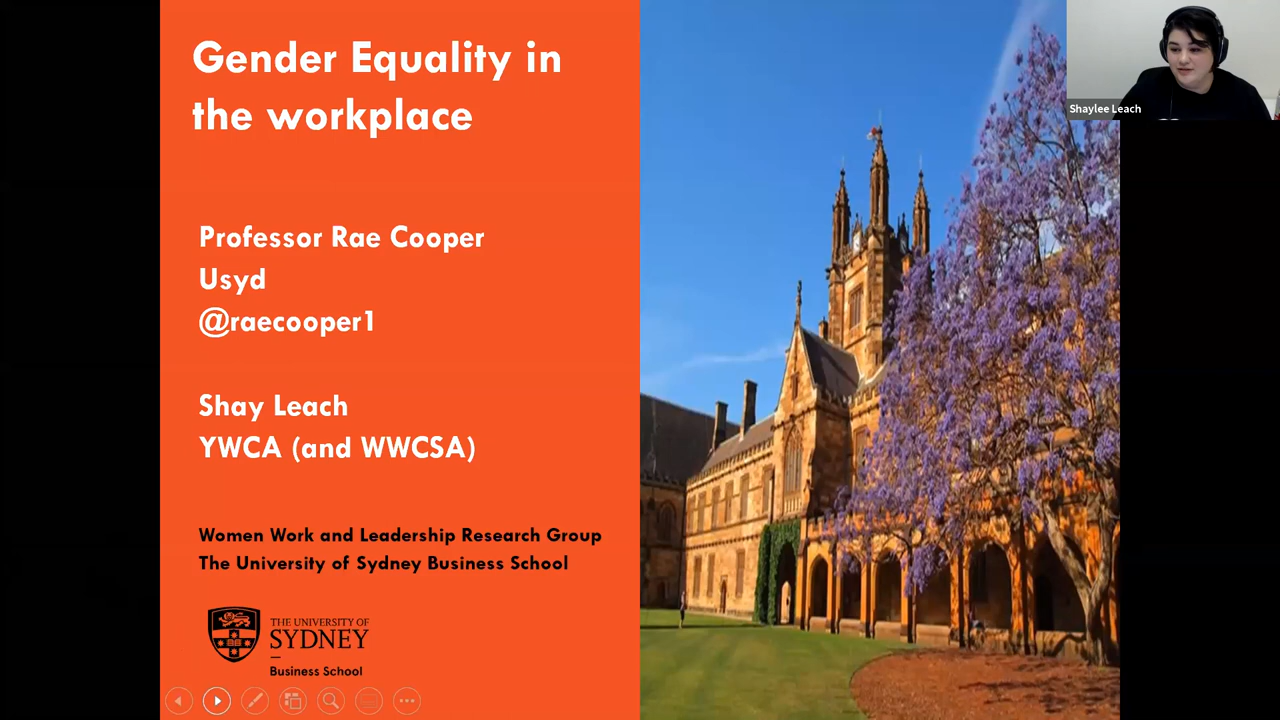 Gender Equality in
the workplace
Professor Rae Cooper
Usyd
@raecooper1
Shay Leach
YWCA (and WWCSA)
Women Work and Leadership Research Group
The University of Sydney Business School
THE UNIVERSITY OF
SYDNEY
Business School
Shaylee Leach